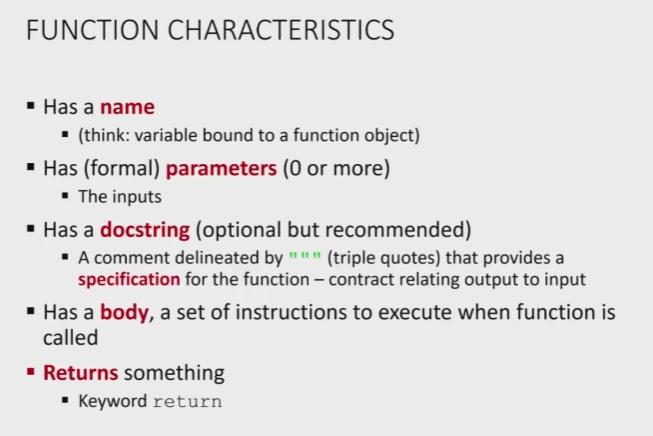 FUNCTION CHARACTERISTICS
▪ Has a name
▪ (think: variable bound to a function object)
▪ Has (formal) parameters (0 or more)
▪ The inputs
▪ Has a docstring (optional but recommended)
▪ A comment delineated by """ (triple quotes) that provides a
specification for the function – contract relating output to input
▪ Has a body, a set of instructions to execute when function is
called
▪ Returns something
▪ Keyword return